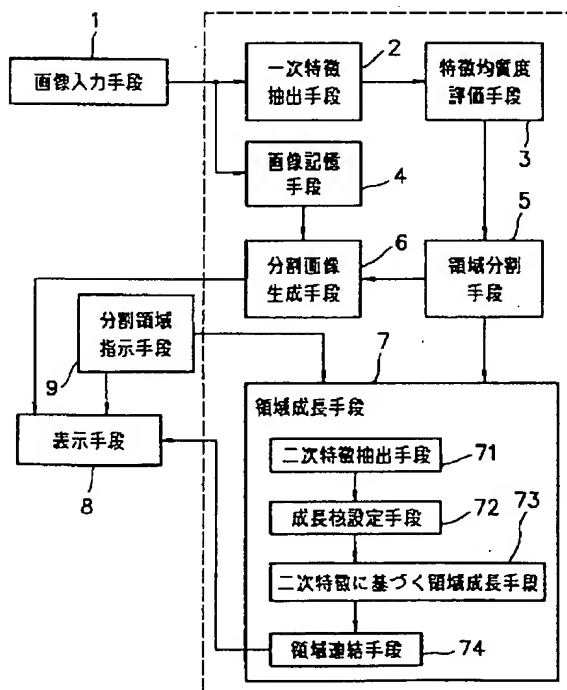 1
画像入力手段
一次特徴
抽出手段
2
特徴均質度
評価手段
3
画像記憶
手段
4
5
6
分割画像
生成手段
領域分割
手段
分割領域
指示手段
9
7
表示手段
8
領域成長手段
二次特徴抽出手段
71
成長核設定手段
72
73
二次特徴に基づく領域成長手段
領域連結手段
74